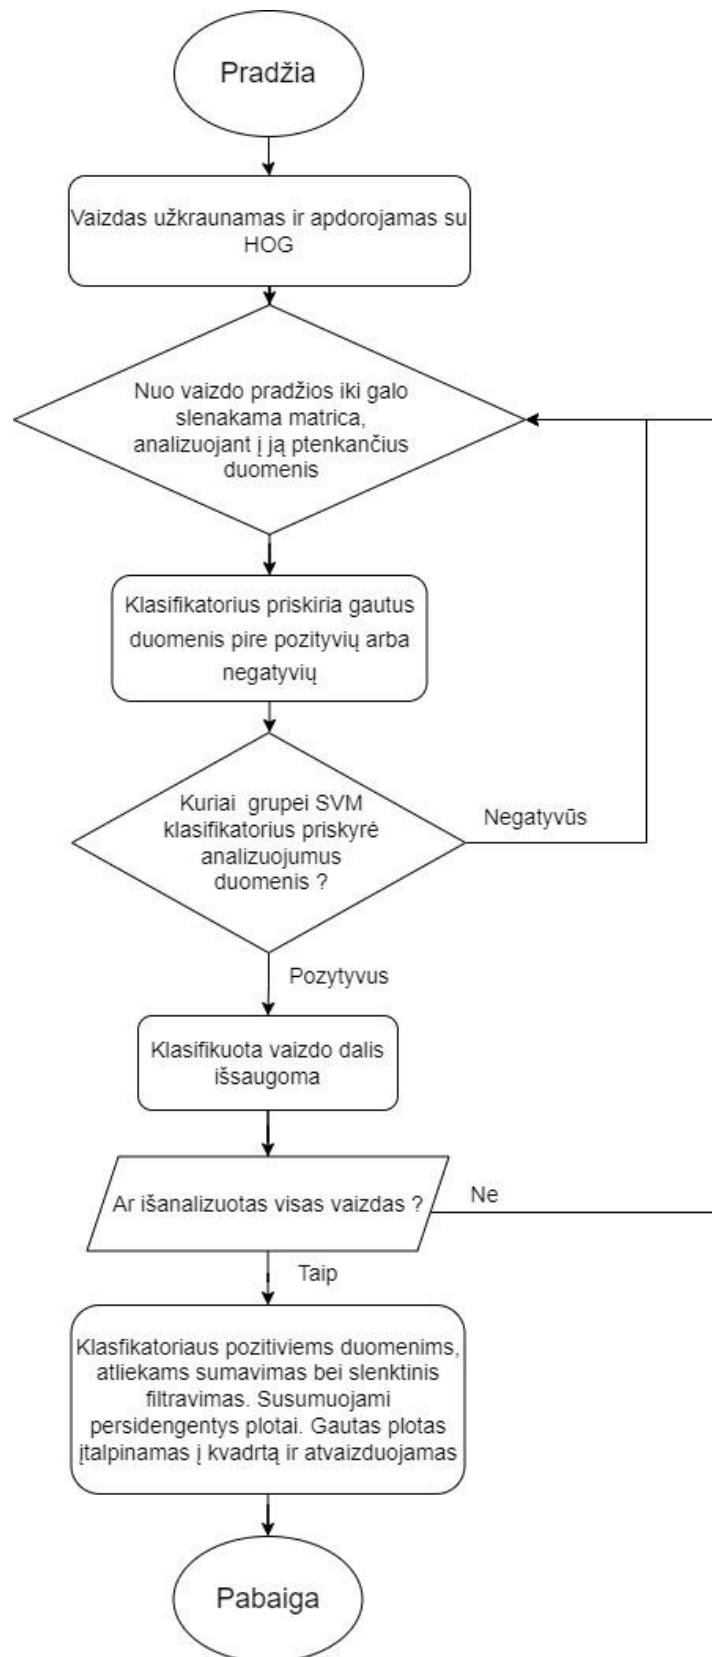 Pradžia
Vaizdas užkraunamas ir apdorojamas su
HOG
Nuo vaizdo pradžios iki galo
slenakama matrica,
analizuojant į ją ptenkančius
duomenis
Klasifikatorius priskiria gautus
duomenis pire pozityvių arba
negatyvių
Kuriai grupei SVM
klasifikatorius priskyrė
analizuojumus
duomenis ?
Negatyvūs
Pozytyvus
Klasifikuota vaizdo dalis
išsaugoma
Ar išanalizuotas visas vaizdas ?
Ne
Taip
Klasfikatoriaus pozitiviems duomenims,
atliekams sumavimas bei slenktinis
filtravimas. Susumuojami
persidengentys plotai. Gautas plotas
įtalpinamas į kvadrtą ir atvaizduojamas
Pabaiga